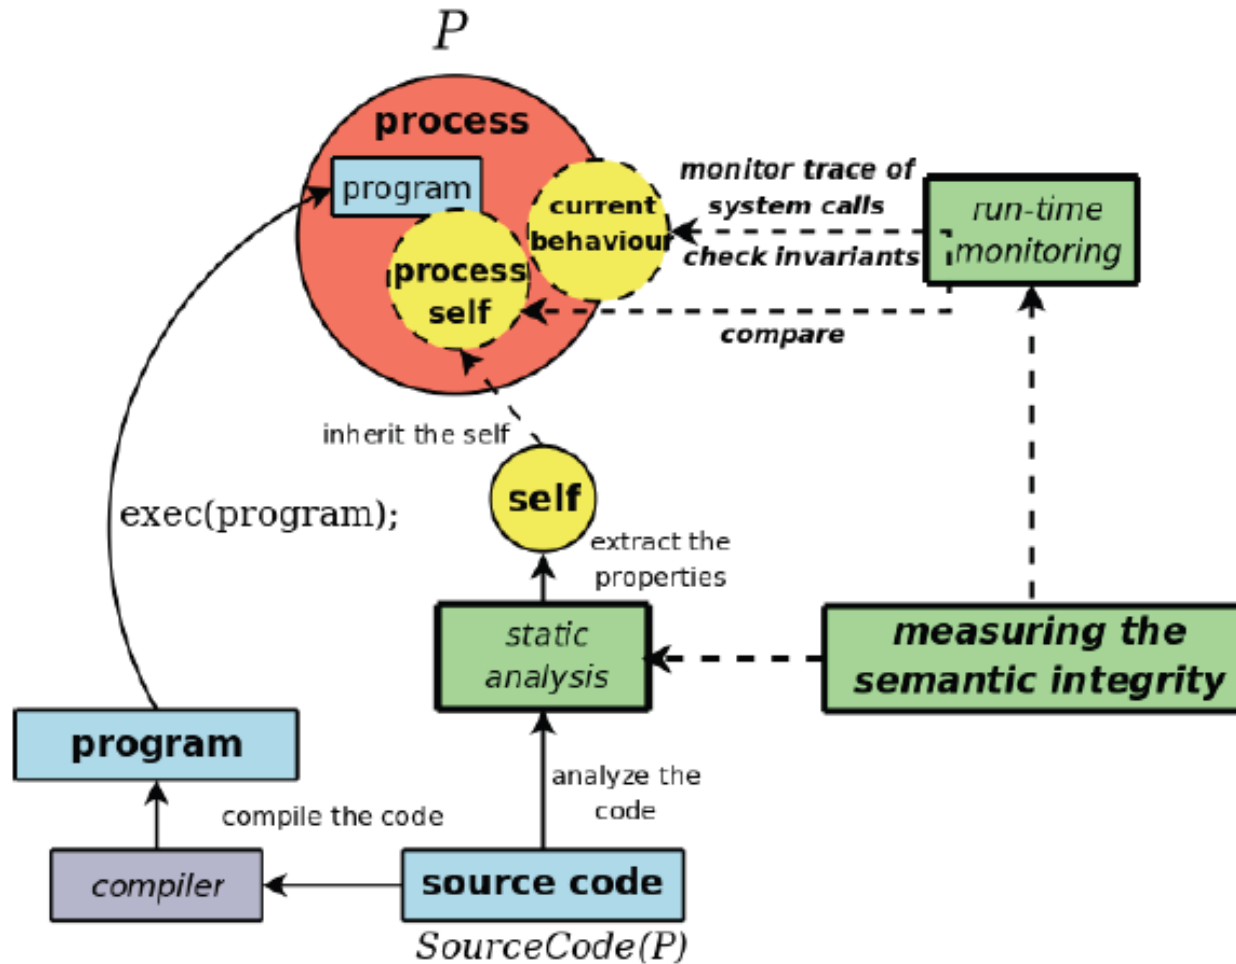 P
process
program
current
behaviour
process
self
monitor trace of
system calls
check invariants
compare
run-time
monitoring
inherit the self
self
exec(program);
extract the
properties
static
analysis
measuring the
semantic integrity
program
analyze the
code
compile the code
compiler
source code
SourceCode(P)